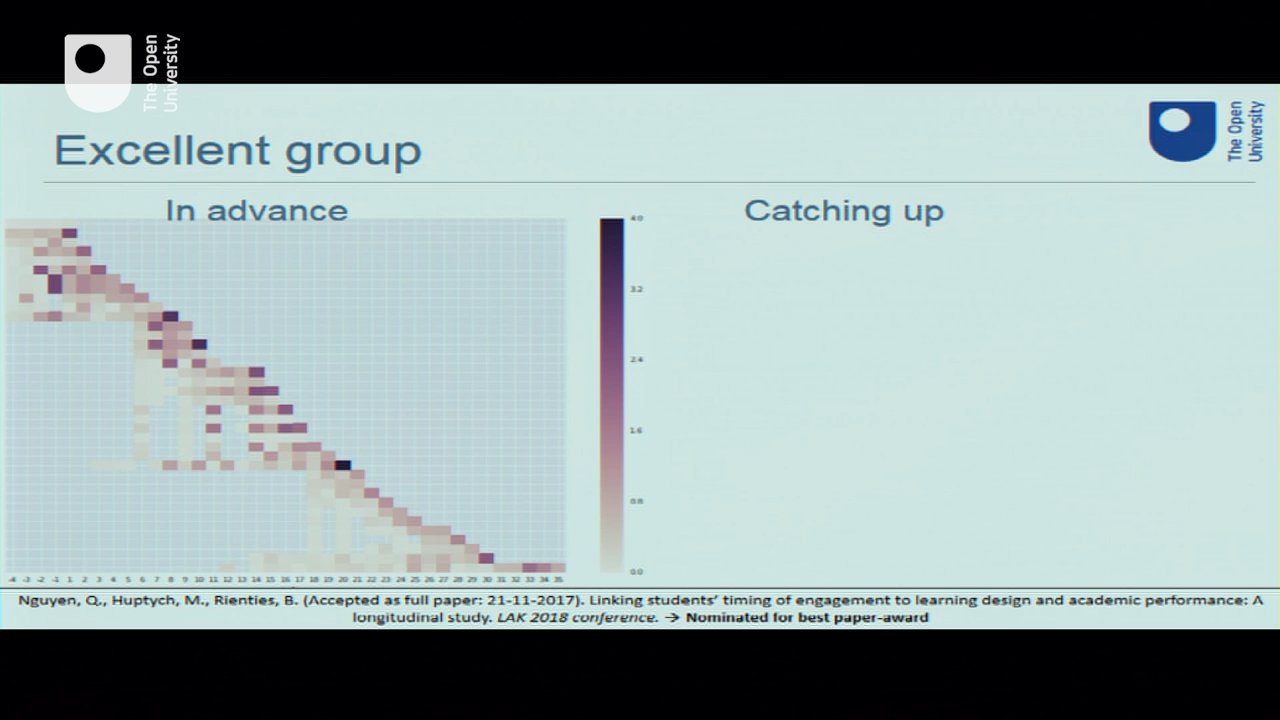 The Open
University
The Open
University
Excellent group
In advance
Catching up
4.0
3.2
2.4
1.6
0.8
0.0
-4 -3 -2 -1 1 2 3 4 5 6 7 8 9 10 11 12 13 14 15 16 17 18 19 20 21 22 23 24 25 26 27 28 29 30 31 32 33 34 35
Nguyen, Q., Huptych, M., Rienties, B. (Accepted as full paper: 21-11-2017). Linking students’ timing of engagement to learning design and academic performance: A
longitudinal study. LAK 2018 conference. → Nominated for best paper-award